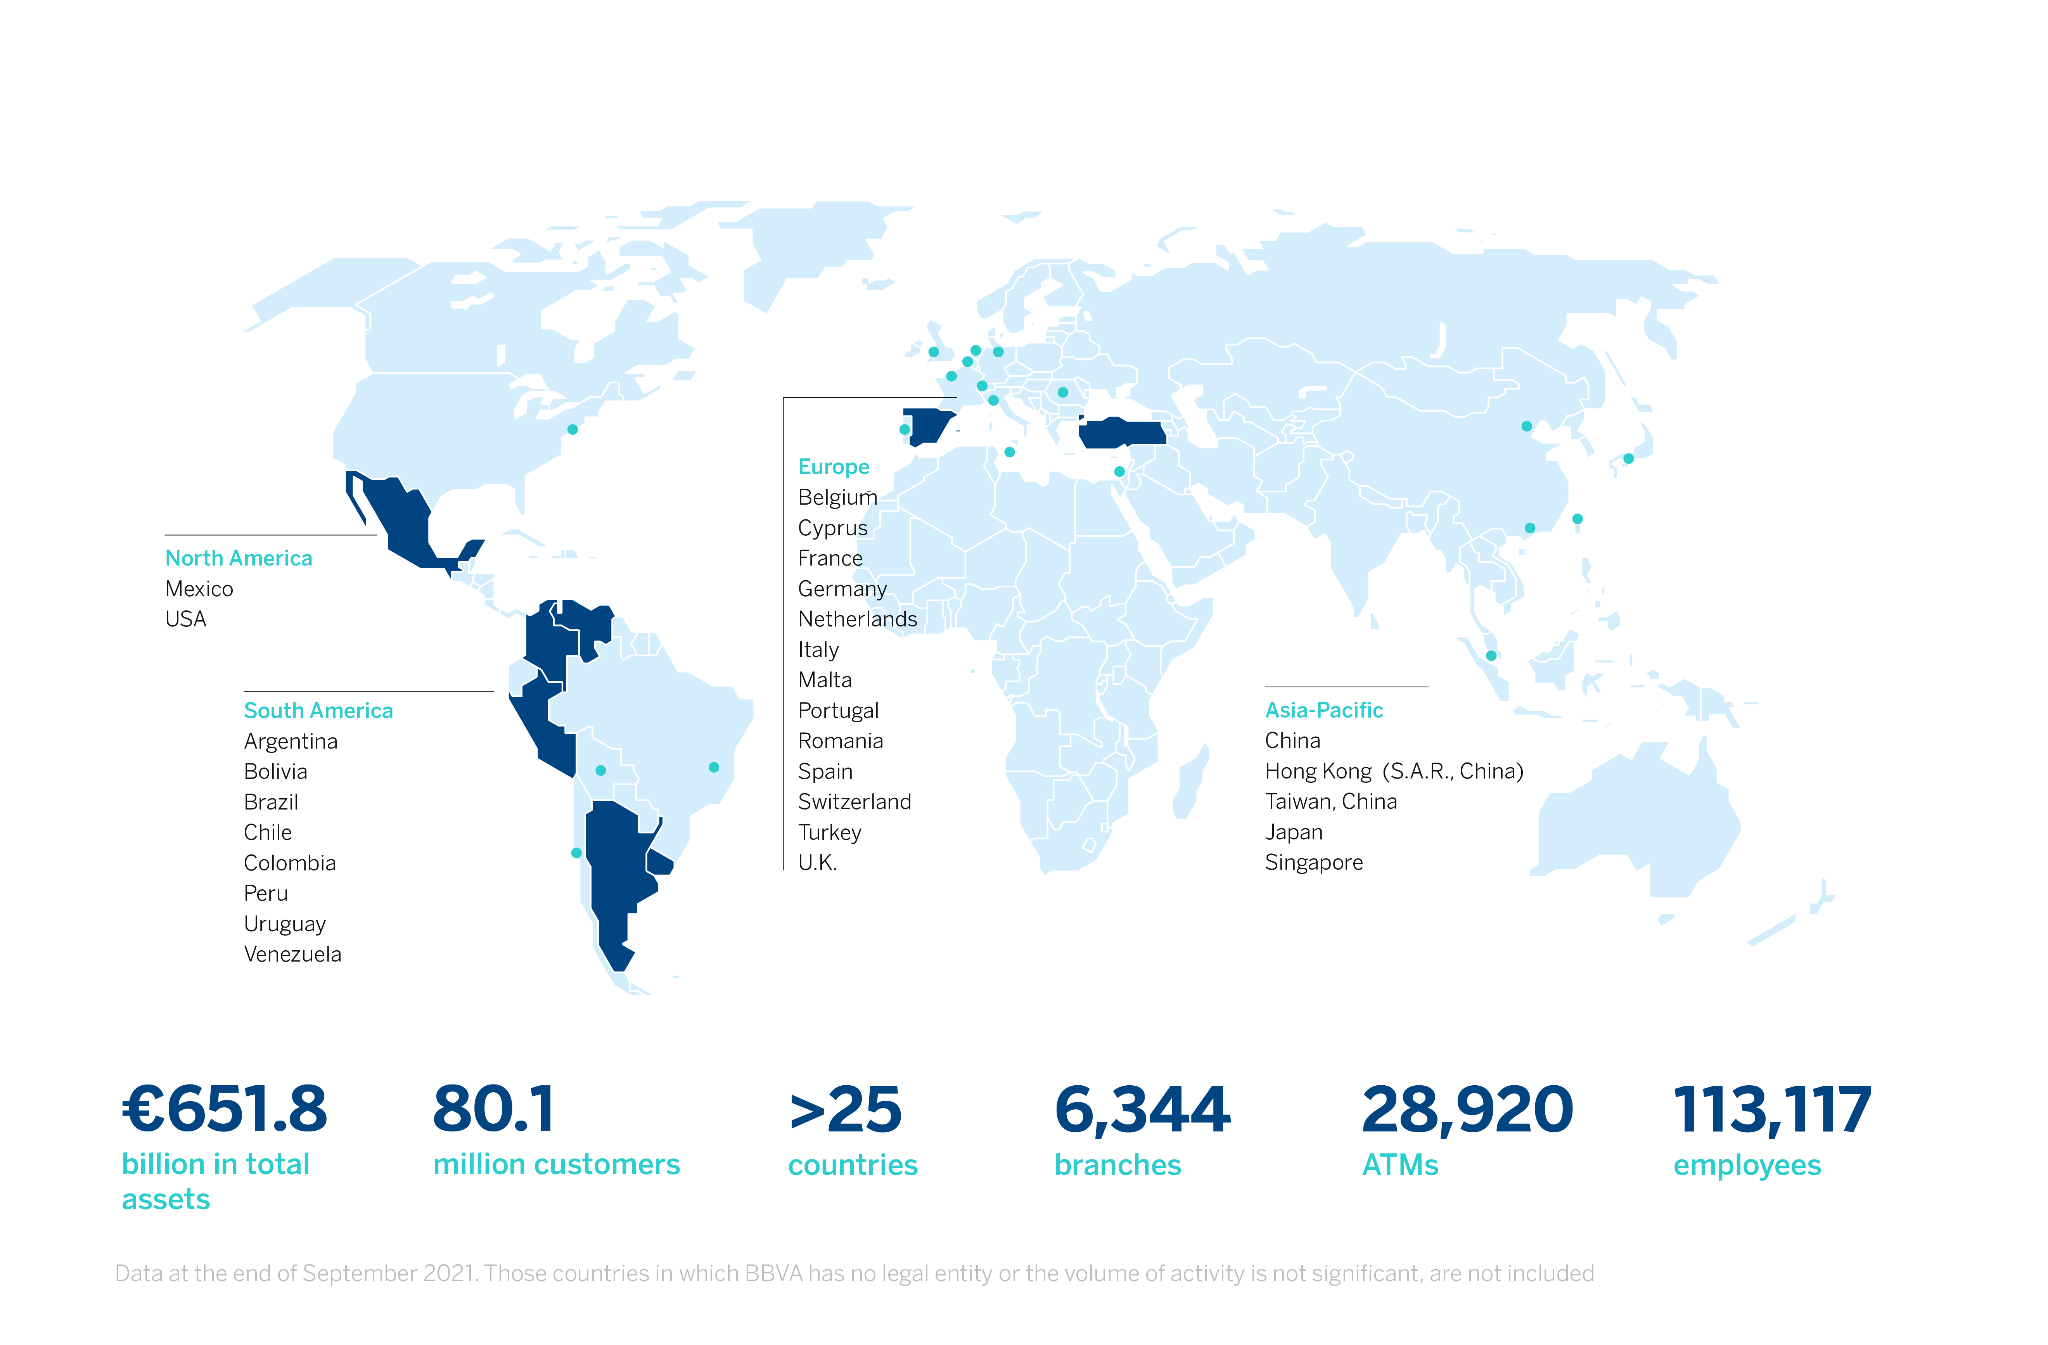 North America
Mexico
USA
South America
Argentina
Bolivia
Brazil
Chile
Colombia
Peru
Uruguay
Venezuela
Europe
Belgium
Cyprus
France
Germany
Netherlands
Italy
Malta
Portugal
Romania
Spain
Switzerland
Turkey
U.K.
Asia-Pacific
China
Hong Kong (S.A.R., China)
Taiwan, China
Japan
Singapore
€651.8
billion in total
assets
80.1
million customers
>25
countries
6,344
branches
28,920
ATMs
113,117
employees
Data at the end of September 2021. Those countries in which BBVA has no legal entity or the volume of activity is not significant, are not included